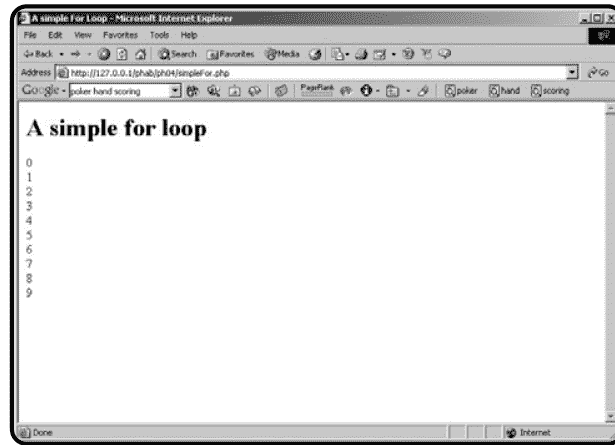 A simple For Loop - Microsoft Internet Explorer
File Edit View Favorites Tools Help
Back Search Favorites Media
Address http://127.0.0.1/phab/ph04/simpleFor.php Go
Google poker hand scoring PageRank poker hand scoring
A simple for loop
0
1
2
3
4
5
6
7
8
9
Done Internet